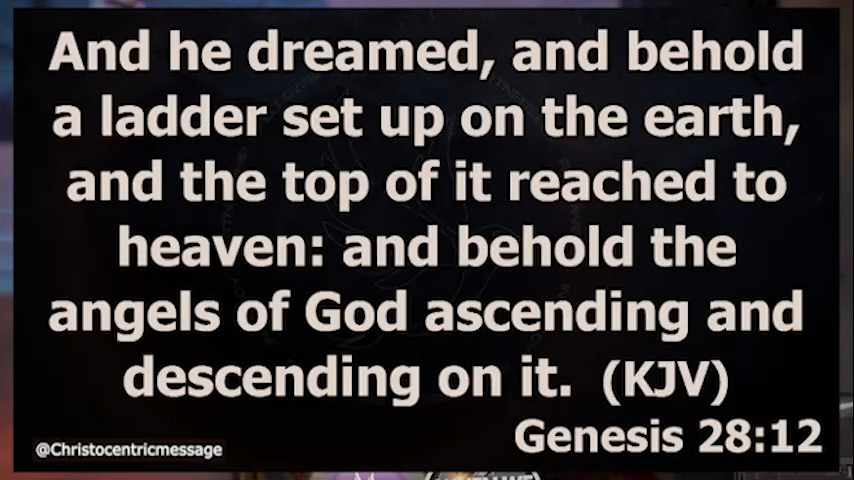 And he dreamed, and behold
a ladder set up on the earth,
and the top of it reached to
heaven: and behold the
angels of God ascending and
descending on it. (KJV)
Genesis 28:12
@Christocentricmessage